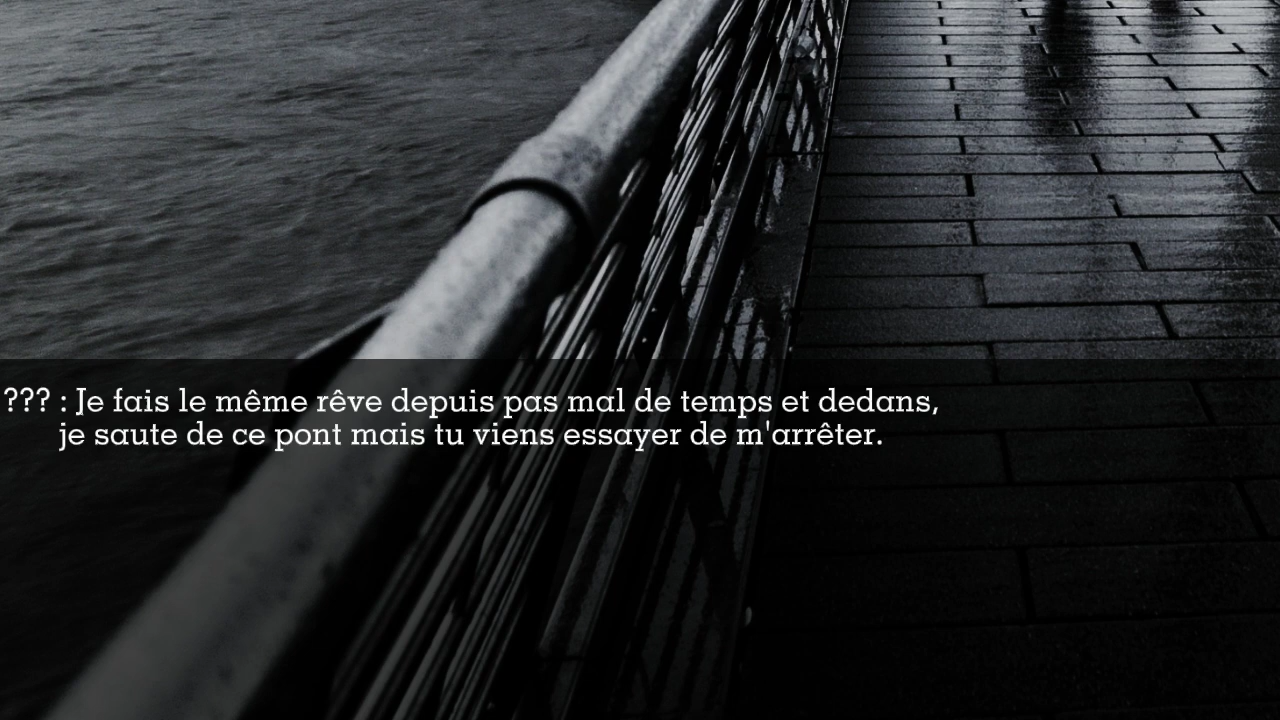 ??? : Je fais le même rêve depuis pas mal de temps et dedans,
je saute de ce pont mais tu viens essayer de m'arrêter.